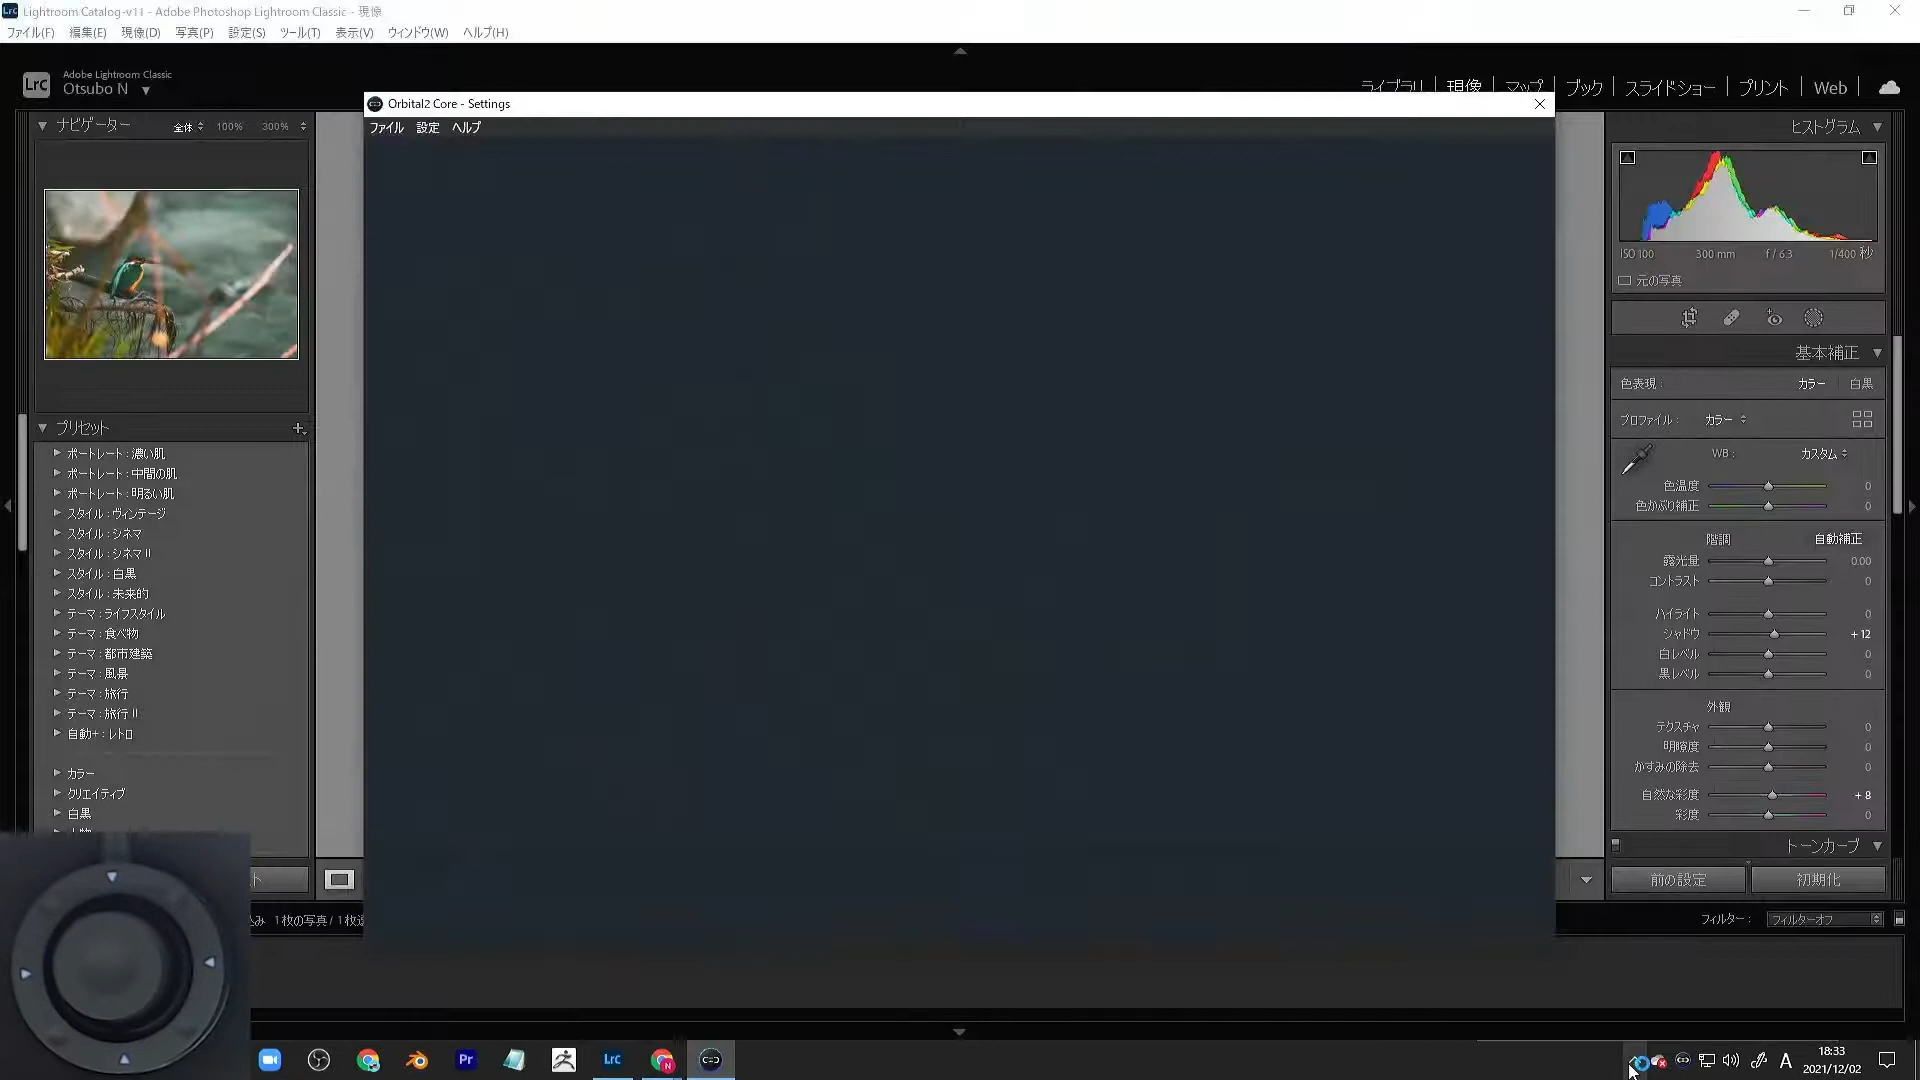 Lightroom Catalog-v11 - Adobe Photoshop Lightroom Classic - 現像
ファイル(F) 編集(E) 現像(D) 写真(P) 設定(S) ツール(T) 表示(V) ウィンドウ(W) ヘルプ(H)
LrC
Adobe Lightroom Classic
Otsubo N
ライブラリ 現像 マップ ブック スライドショー プリント Web
Orbital2 Core - Settings
ファイル 設定 ヘルプ
ナビゲーター 全体 100% 300%
プリセット
ポートレート : 濃い肌
ポートレート : 中間の肌
ポートレート : 明るい肌
スタイル : ヴィンテージ
スタイル : シネマ
スタイル : シネマ II
スタイル : 白黒
スタイル : 未来的
テーマ : ライフスタイル
テーマ : 食べ物
テーマ : 都市建築
テーマ : 風景
テーマ : 旅行
テーマ : 旅行 II
自動+ : レトロ
カラー
クリエイティブ
白黒
ト
込み 1 枚の写真 / 1 枚
ヒストグラム
ISO 100 300 mm f / 6.3 1/400 秒
元の写真
基本補正
色表現 : カラー 白黒
プロファイル : カラー
WB : カスタム
色温度 0
色かぶり補正 0
階調 自動補正
露光量 0.00
コントラスト 0
ハイライト 0
シャドウ + 12
白レベル 0
黒レベル 0
外観
テクスチャ 0
明瞭度 0
かすみの除去 0
自然な彩度 + 8
彩度 0
トーンカーブ
前の設定 初期化
フィルター : フィルターオフ
Pr LrC N A
18:33
2021/12/02